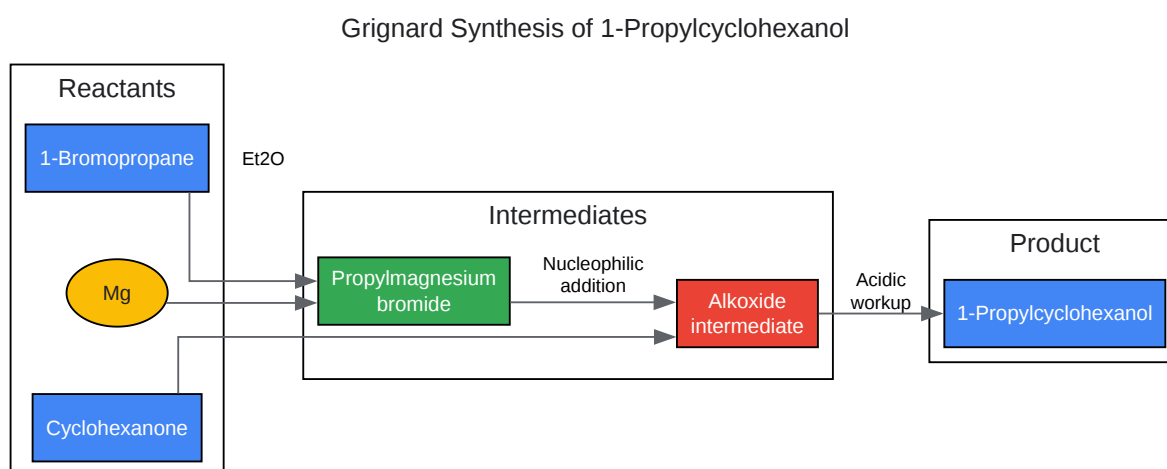 Grignard Synthesis of 1-Propylcyclohexanol
Reactants
1-Bromopropane
Et2O
Mg
Cyclohexanone
Intermediates
Propylmagnesium
bromide
Nucleophilic
addition
Alkoxide
intermediate
Acidic
workup
Product
1-Propylcyclohexanol